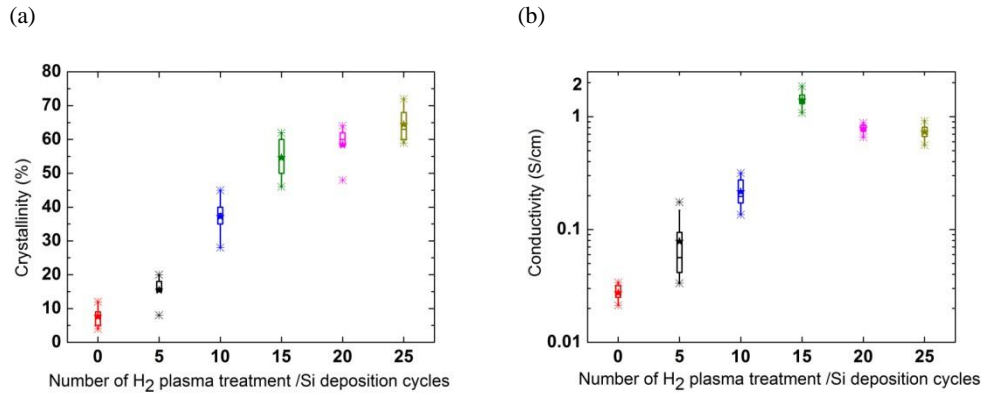 (a)
(b)
Crystallinity (%)
80
70
60
50
40
30
20
10
0
0 5 10 15 20 25
Number of H2 plasma treatment /Si deposition cycles
Conductivity (S/cm)
2
1
0.1
0.01
0 5 10 15 20 25
Number of H2 plasma treatment /Si deposition cycles